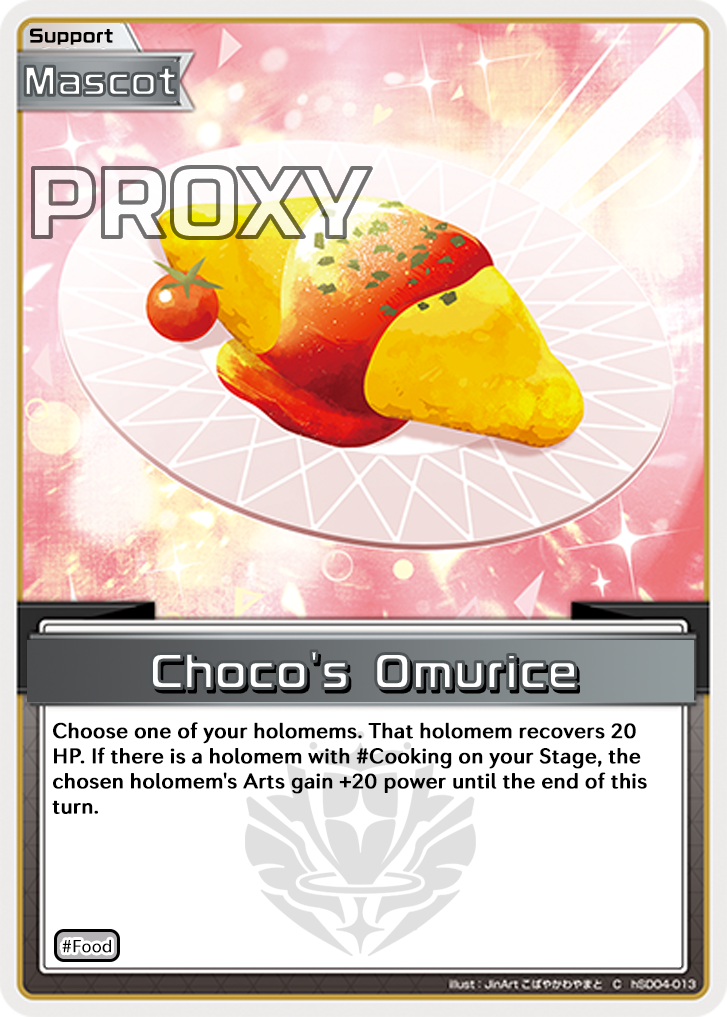 Support
Mascot
PROXY
Choco's Omurice
Choose one of your holomems. That holomem recovers 20
HP. If there is a holomem with #Cooking on your Stage, the
chosen holomem's Arts gain +20 power until the end of this
turn.
#Food
illust : JinArt こばやかわやまと C hSD04-013